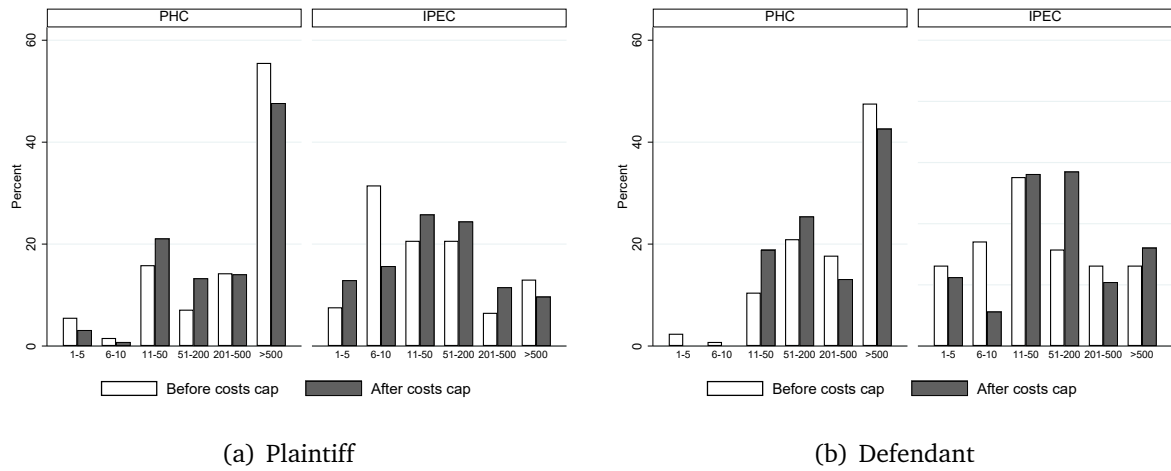 PHC IPEC
60
40
20
0
Percent
1-5 6-10 11-50 51-200 201-500 >500 1-5 6-10 11-50 51-200 201-500 >500
Before costs cap After costs cap
(a) Plaintiff
PHC IPEC
60
40
20
0
Percent
1-5 6-10 11-50 51-200 201-500 >500 1-5 6-10 11-50 51-200 201-500 >500
Before costs cap After costs cap
(b) Defendant